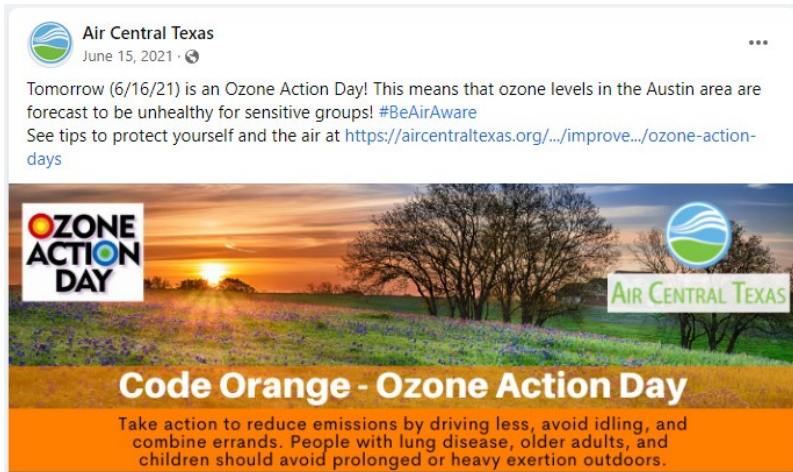 Air Central Texas
June 15, 2021 ·
Tomorrow (6/16/21) is an Ozone Action Day! This means that ozone levels in the Austin area are
forecast to be unhealthy for sensitive groups! #BeAirAware
See tips to protect yourself and the air at https://aircentraltexas.org/.../improve.../ozone-action-
days
OZONE
ACTION
DAY
AIR CENTRAL TEXAS
Code Orange - Ozone Action Day
Take action to reduce emissions by driving less, avoid idling, and
combine errands. People with lung disease, older adults, and
children should avoid prolonged or heavy exertion outdoors.